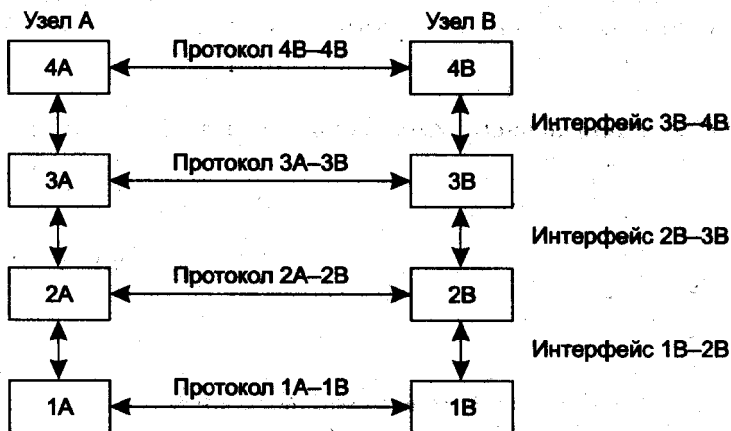 Узел А
Узел В
4А
Протокол 4В–4В
4В
Интерфейс 3В–4В
3А
Протокол 3А–3В
3В
Интерфейс 2В–3В
2А
Протокол 2А–2В
2В
Интерфейс 1В–2В
1А
Протокол 1А–1В
1В